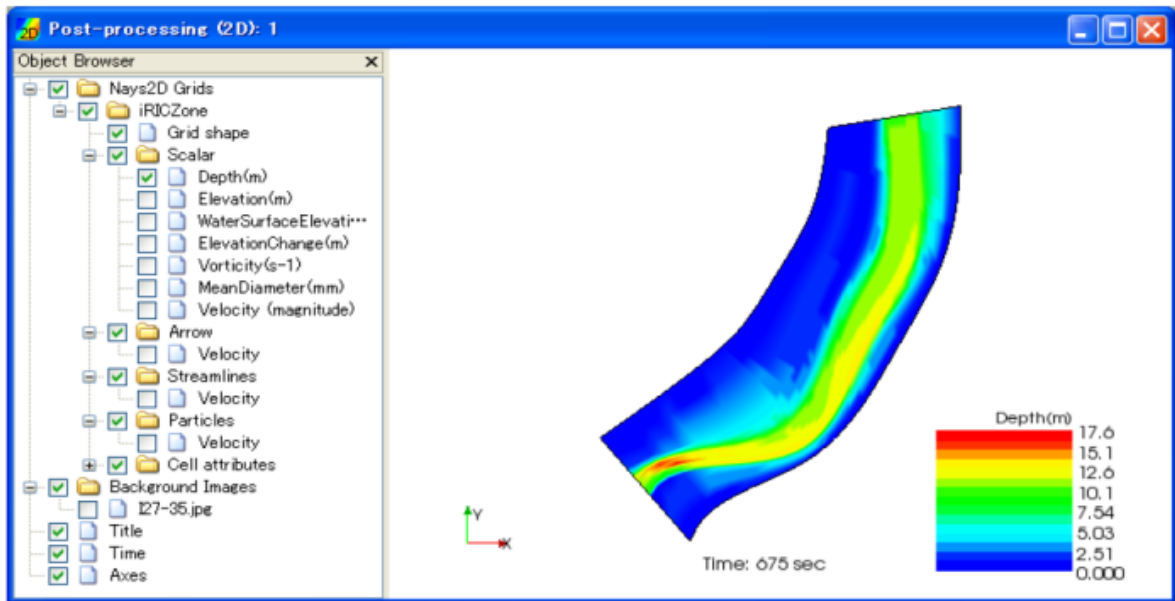 2D Post-processing (2D): 1
Object Browser
Nays2D Grids
iRICZone
Grid shape
Scalar
Depth(m)
Elevation(m)
WaterSurfaceElevati…
ElevationChange(m)
Vorticity(s-1)
MeanDiameter(mm)
Velocity (magnitude)
Arrow
Velocity
Streamlines
Velocity
Particles
Velocity
Cell attributes
Background Images
I27-35.jpg
Title
Time
Axes
Y
X
Time: 675 sec
Depth(m)
17.6
15.1
12.6
10.1
7.54
5.03
2.51
0.000